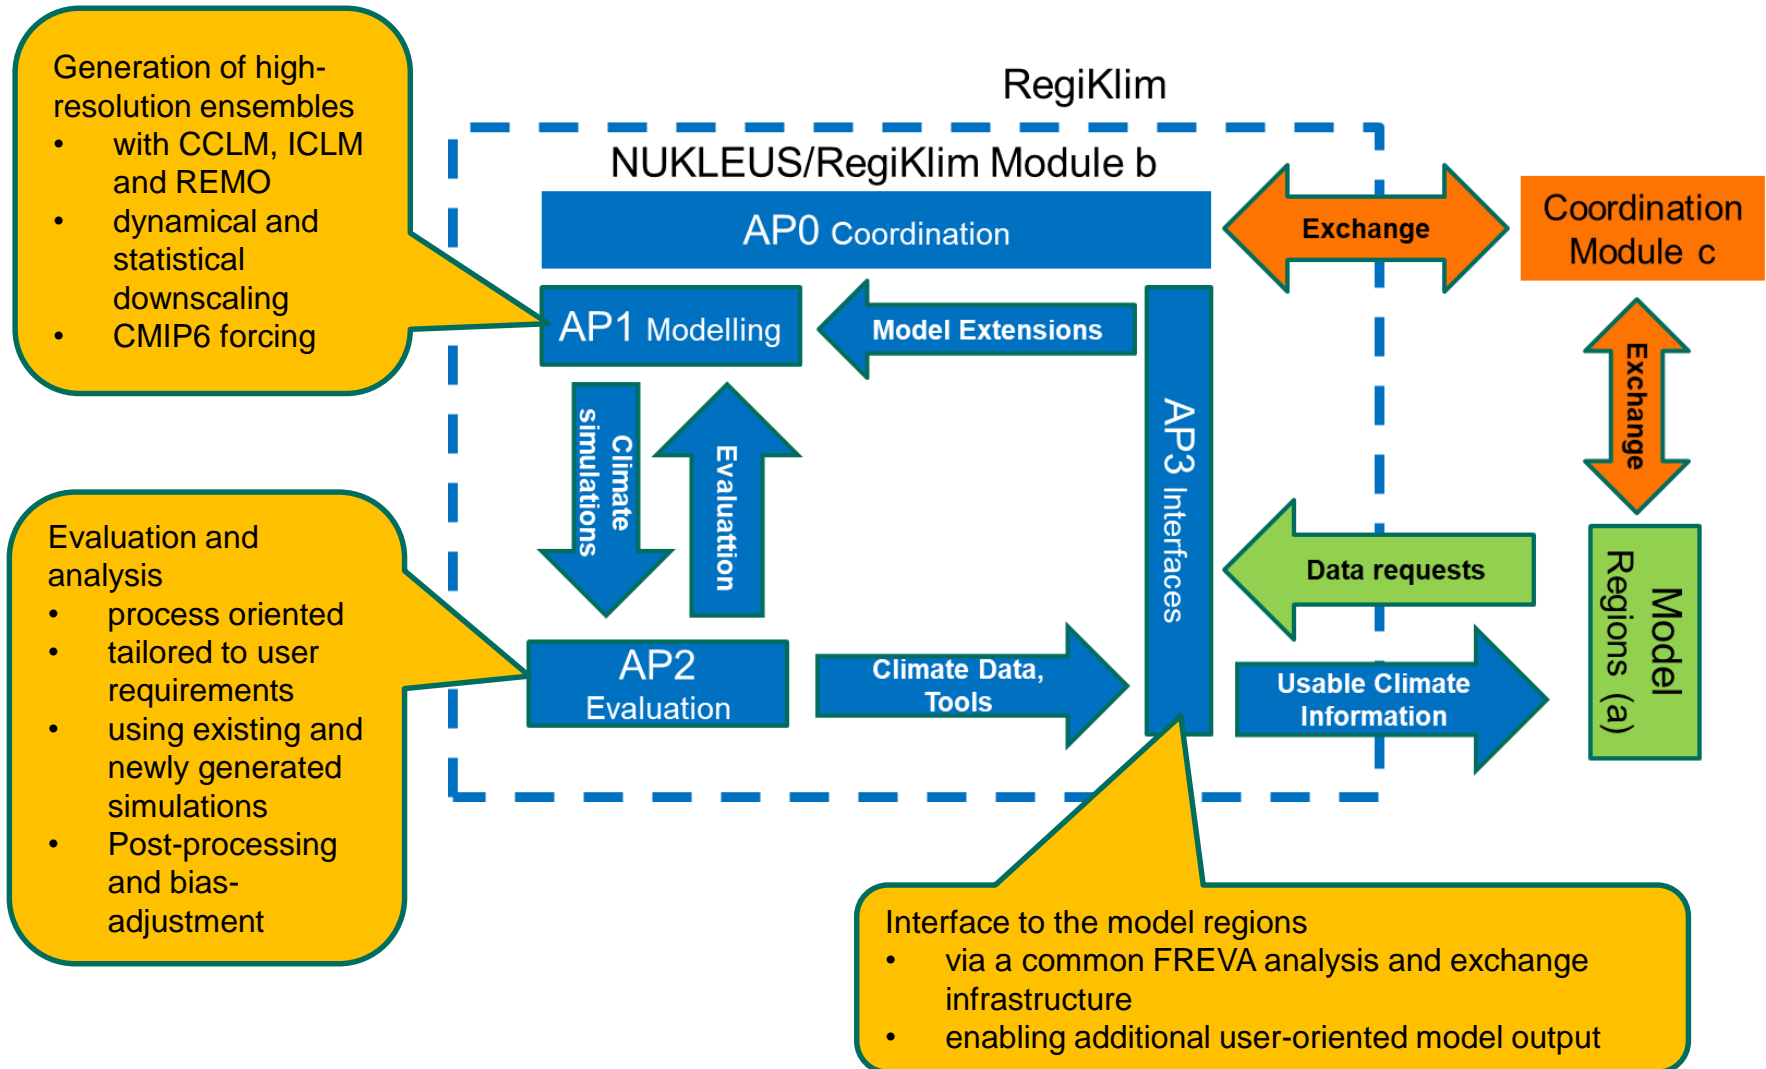 Generation of high-
resolution ensembles
• with CCLM, ICLM
and REMO
• dynamical and
statistical
downscaling
• CMIP6 forcing
RegiKlim
NUKLEUS/RegiKlim Module b
AP0 Coordination
Exchange
Coordination
Module c
AP1 Modelling
Model Extensions
Exchange
Climate
simulations
Evaluattion
AP3 Interfaces
Evaluation and
analysis
• process oriented
• tailored to user
requirements
• using existing and
newly generated
simulations
• Post-processing
and bias-
adjustment
Data requests
Model
Regions (a)
AP2
Evaluation
Climate Data,
Tools
Usable Climate
Information
Interface to the model regions
• via a common FREVA analysis and exchange
infrastructure
• enabling additional user-oriented model output